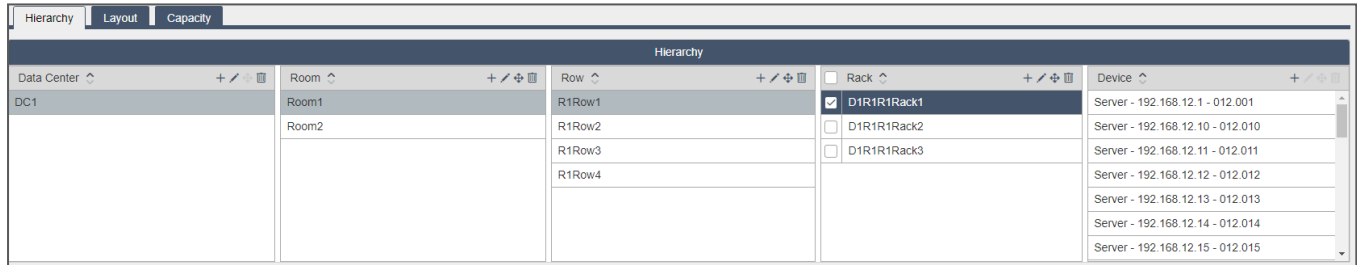 Hierarchy Layout Capacity
Hierarchy
Data Center Room Row Rack Device
DC1 Room1 R1Row1 D1R1R1Rack1 Server - 192.168.12.1 - 012.001
Room2 R1Row2 D1R1R1Rack2 Server - 192.168.12.10 - 012.010
R1Row3 D1R1R1Rack3 Server - 192.168.12.11 - 012.011
R1Row4 Server - 192.168.12.12 - 012.012
Server - 192.168.12.13 - 012.013
Server - 192.168.12.14 - 012.014
Server - 192.168.12.15 - 012.015